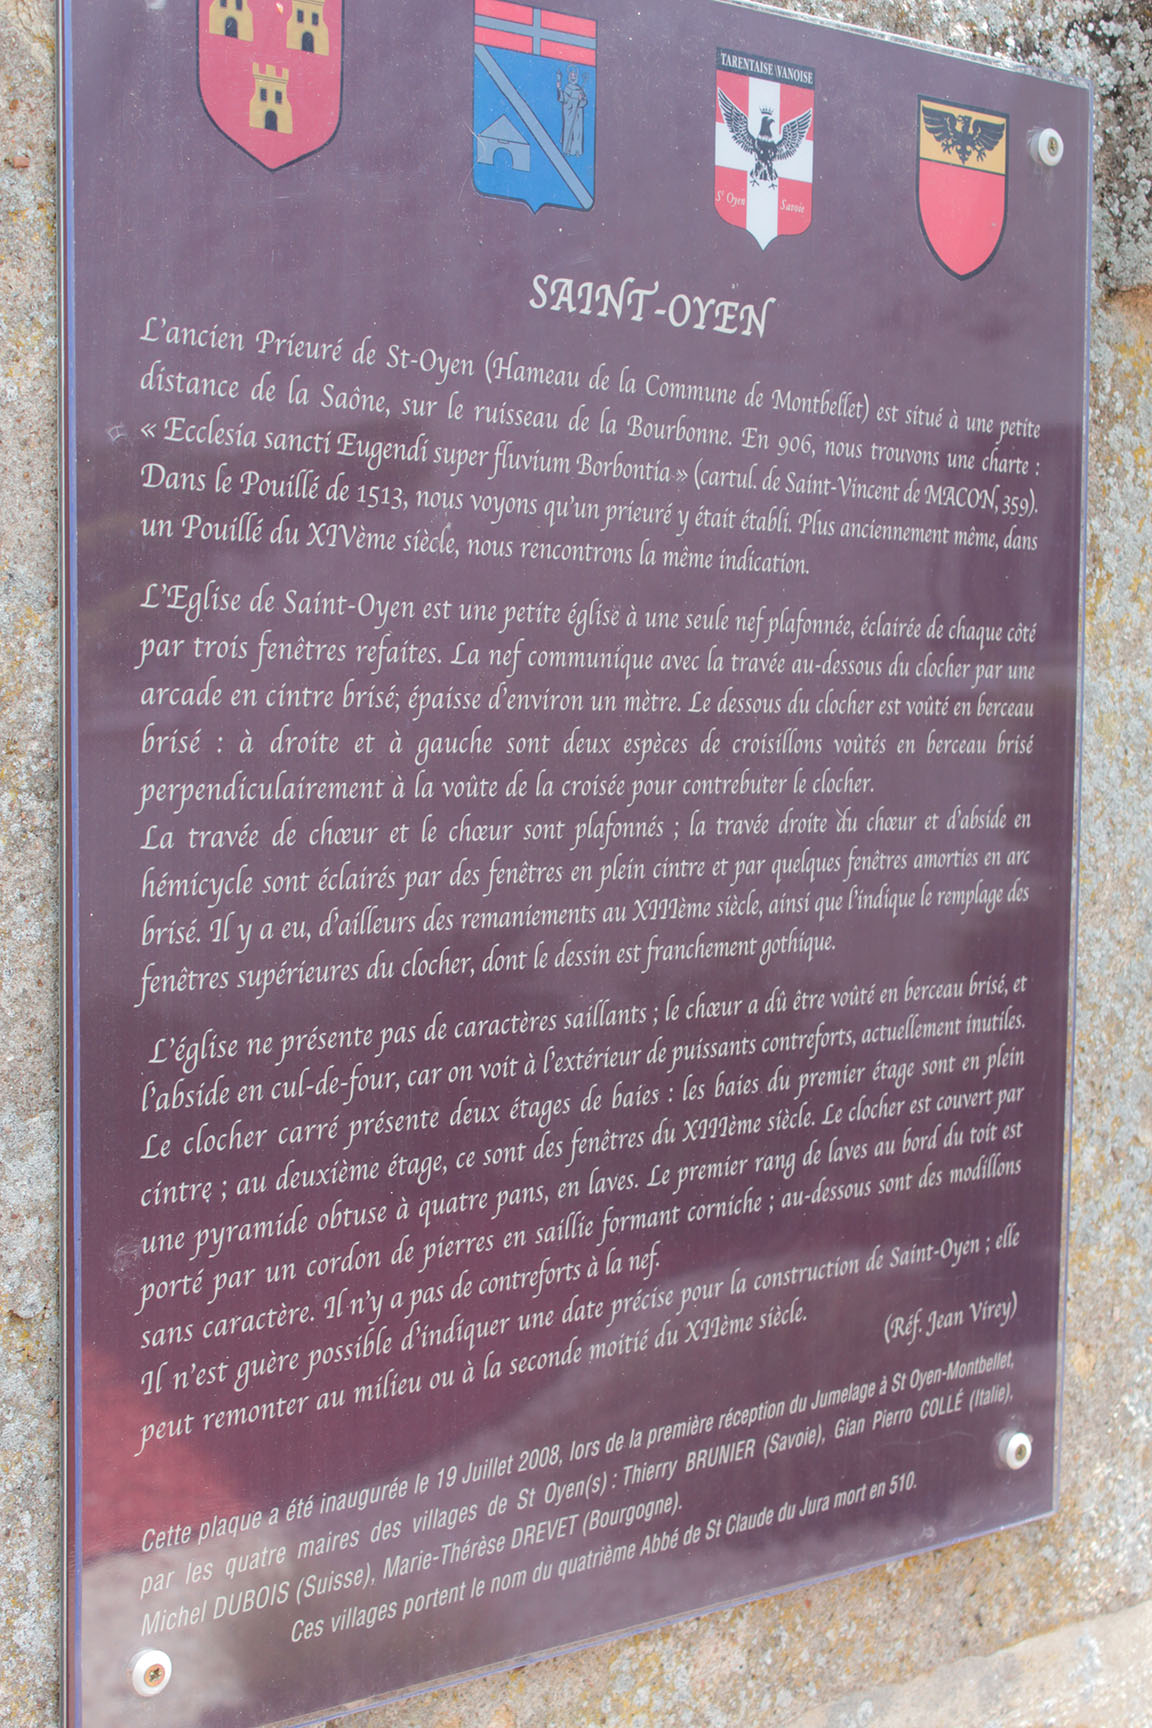 TARENTAISE VANOISE
St Oyen Savoie
SAINT-OYEN
L'ancien Prieuré de St-Oyen (Hameau de la Commune de Montbellet) est situé à une petite
distance de la Saône, sur le ruisseau de la Bourbonne. En 906, nous trouvons une charte :
« Ecclesia sancti Eugendi super fluvium Borbontia » (cartul. de Saint-Vincent de MACON, 359).
Dans le Pouillé de 1513, nous voyons qu'un prieuré y était établi. Plus anciennement même, dans
un Pouillé du XIVème siècle, nous rencontrons la même indication.
L'Eglise de Saint-Oyen est une petite église à une seule nef plafonnée, éclairée de chaque côté
par trois fenêtres refaites. La nef communique avec la travée au-dessous du clocher par une
arcade en cintre brisé; épaisse d'environ un mètre. Le dessous du clocher est voûté en berceau
brisé : à droite et à gauche sont deux espèces de croisillons voûtés en berceau brisé
perpendiculairement à la voûte de la croisée pour contrebuter le clocher.
La travée de chœur et le chœur sont plafonnés ; la travée droite du chœur et d'abside en
hémicycle sont éclairés par des fenêtres en plein cintre et par quelques fenêtres amorties en arc
brisé. Il y a eu, d'ailleurs des remaniements au XIIIème siècle, ainsi que l'indique le remplage des
fenêtres supérieures du clocher, dont le dessin est franchement gothique.
L'église ne présente pas de caractères saillants ; le chœur a dû être voûté en berceau brisé, et
l'abside en cul-de-four, car on voit à l'extérieur de puissants contreforts, actuellement inutiles.
Le clocher carré présente deux étages de baies : les baies du premier étage sont en plein
cintre ; au deuxième étage, ce sont des fenêtres du XIIIème siècle. Le clocher est couvert par
une pyramide obtuse à quatre pans, en laves. Le premier rang de laves au bord du toit est
porté par un cordon de pierres en saillie formant corniche ; au-dessous sont des modillons
sans caractère. Il n'y a pas de contreforts à la nef.
Il n'est guère possible d'indiquer une date précise pour la construction de Saint-Oyen ; elle
peut remonter au milieu ou à la seconde moitié du XIIème siècle.
(Réf. Jean Virey)
Cette plaque a été inaugurée le 19 Juillet 2008, lors de la première réception du Jumelage à St Oyen-Montbellet,
par les quatre maires des villages de St Oyen(s) : Thierry BRUNIER (Savoie), Gian Pierro COLLÉ (Italie),
Michel DUBOIS (Suisse), Marie-Thérèse DREVET (Bourgogne).
Ces villages portent le nom du quatrième Abbé de St Claude du Jura mort en 510.